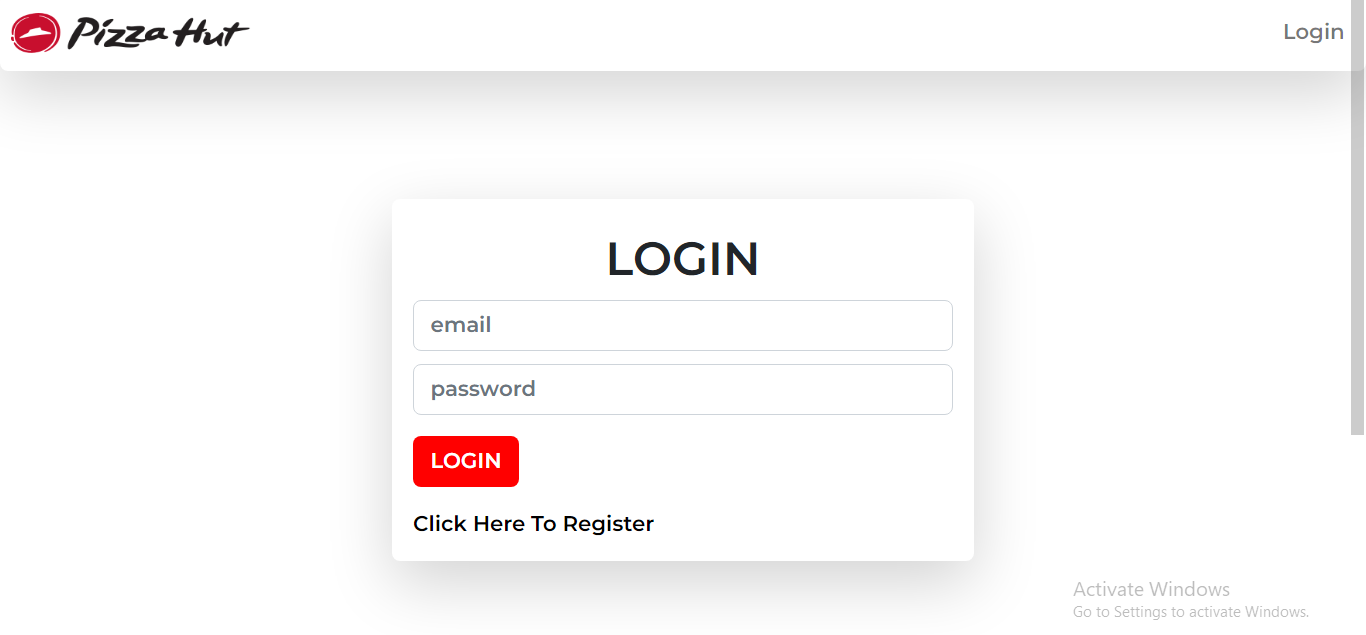 Pizza Hut
Login
LOGIN
email
password
LOGIN
Click Here To Register
Activate Windows
Go to Settings to activate Windows.